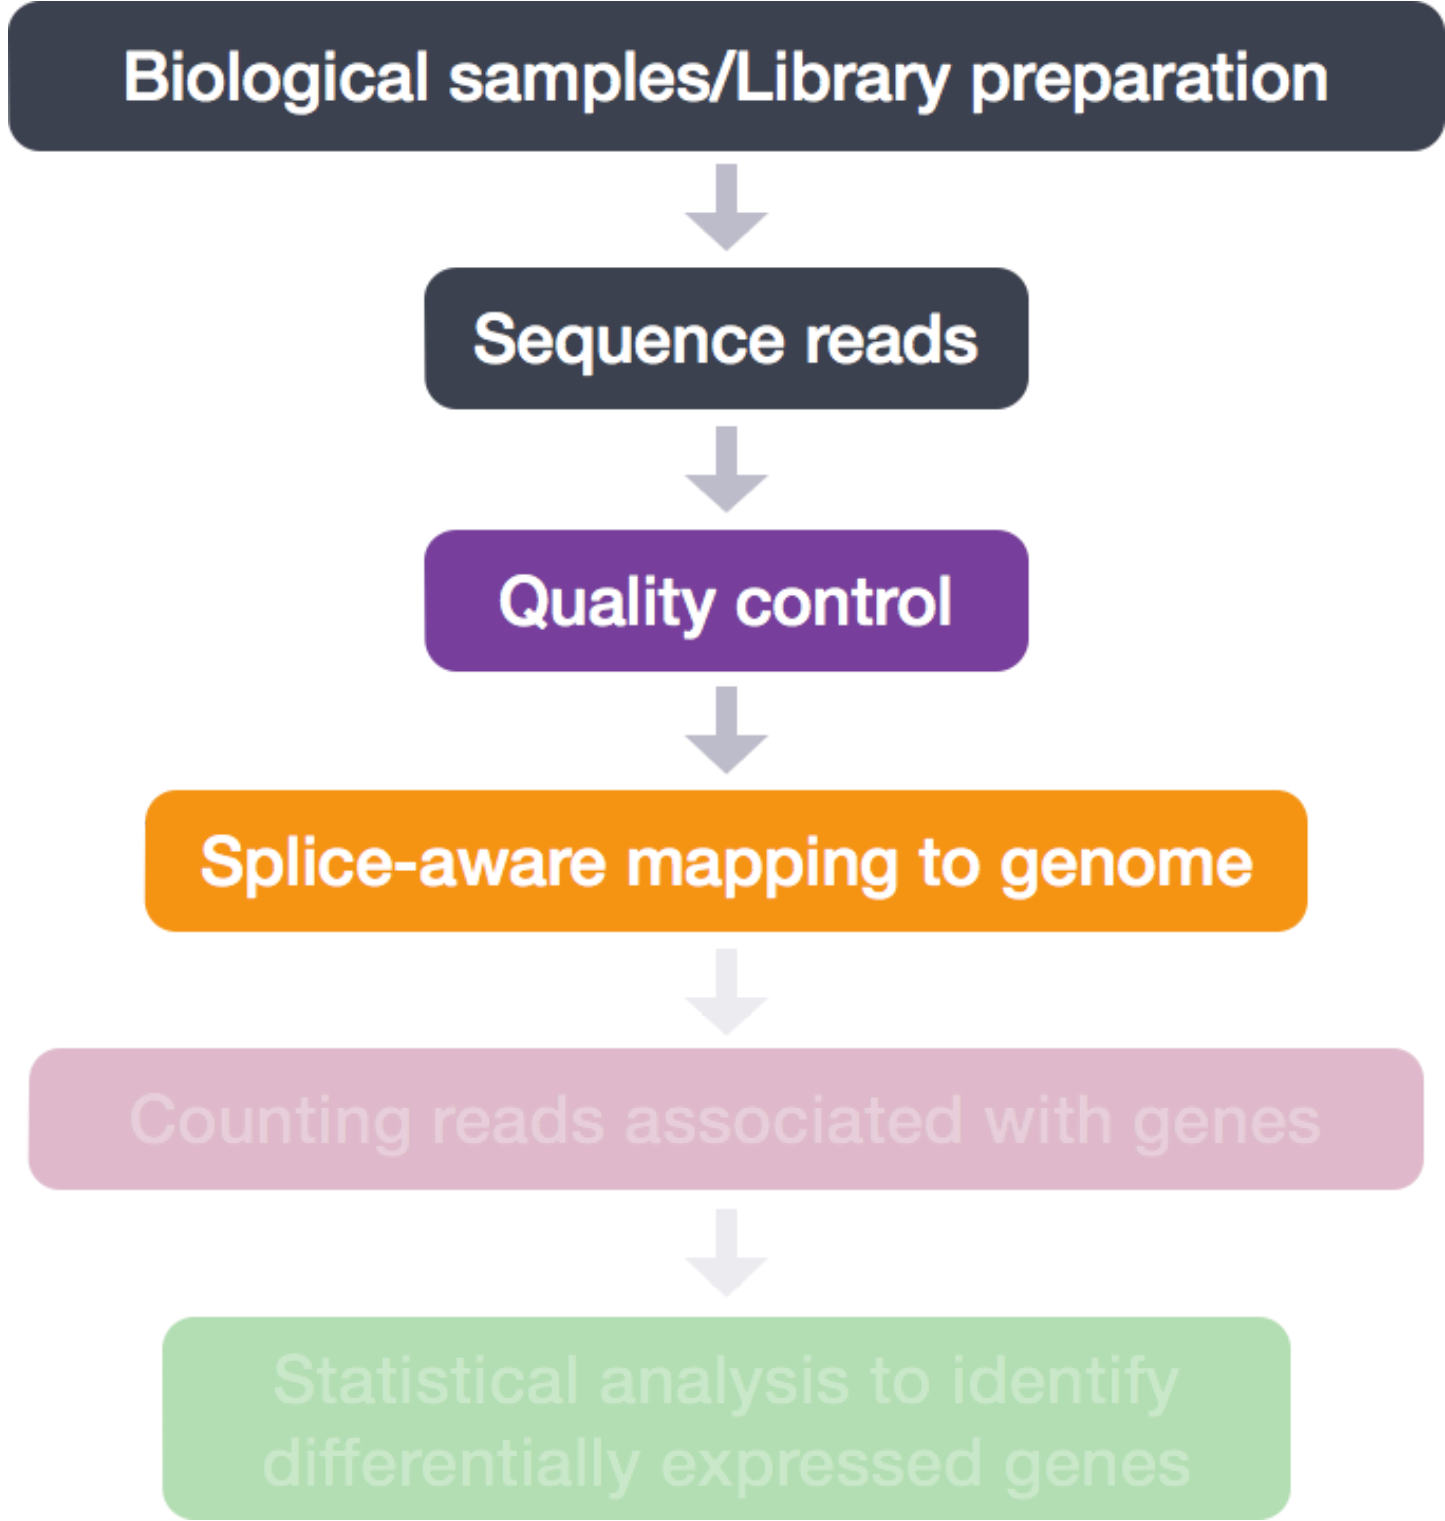 Biological samples/Library preparation
Sequence reads
Quality control
Splice-aware mapping to genome
Counting reads associated with genes
Statistical analysis to identify
differentially expressed genes